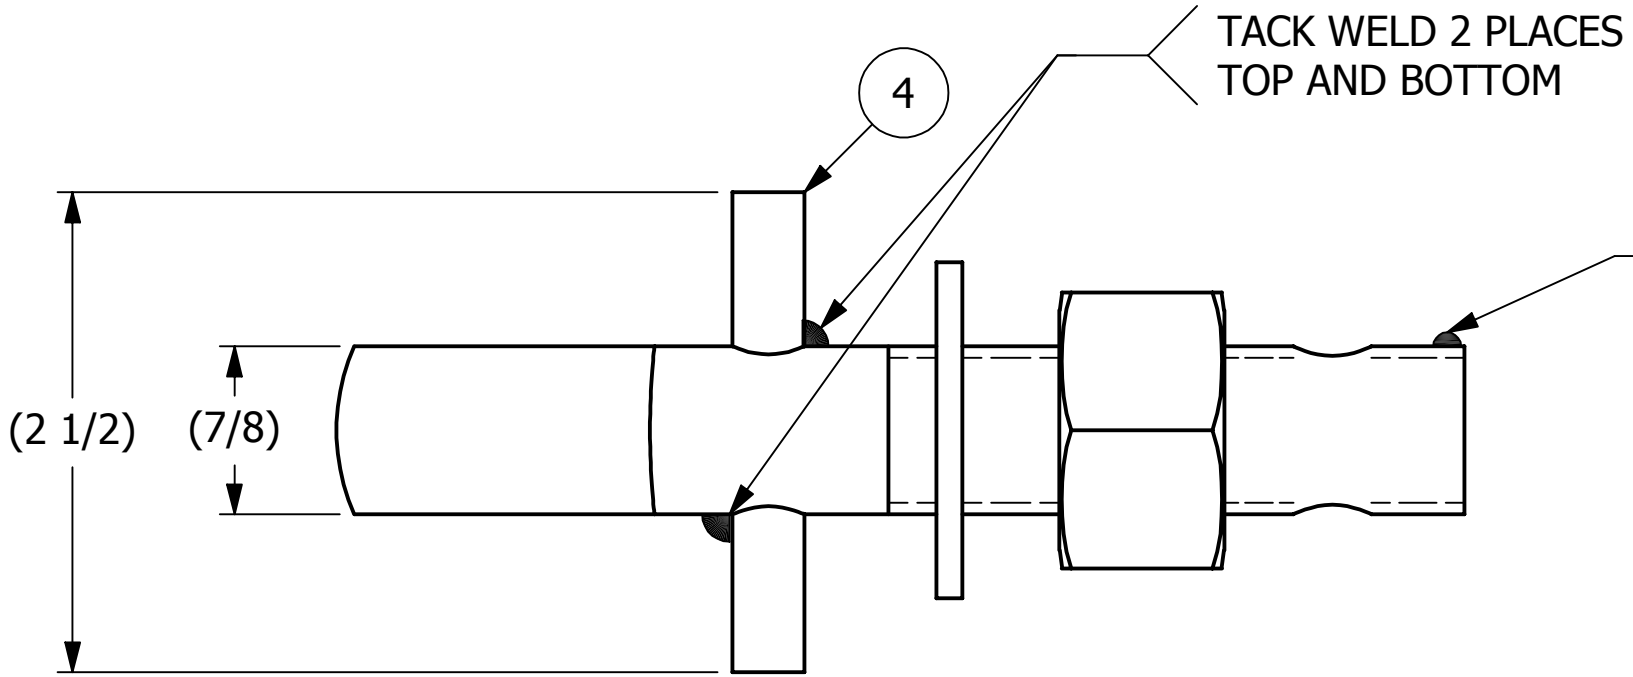 TACK WELD 2 PLACES
TOP AND BOTTOM
4
(2 1/2)
(7/8)